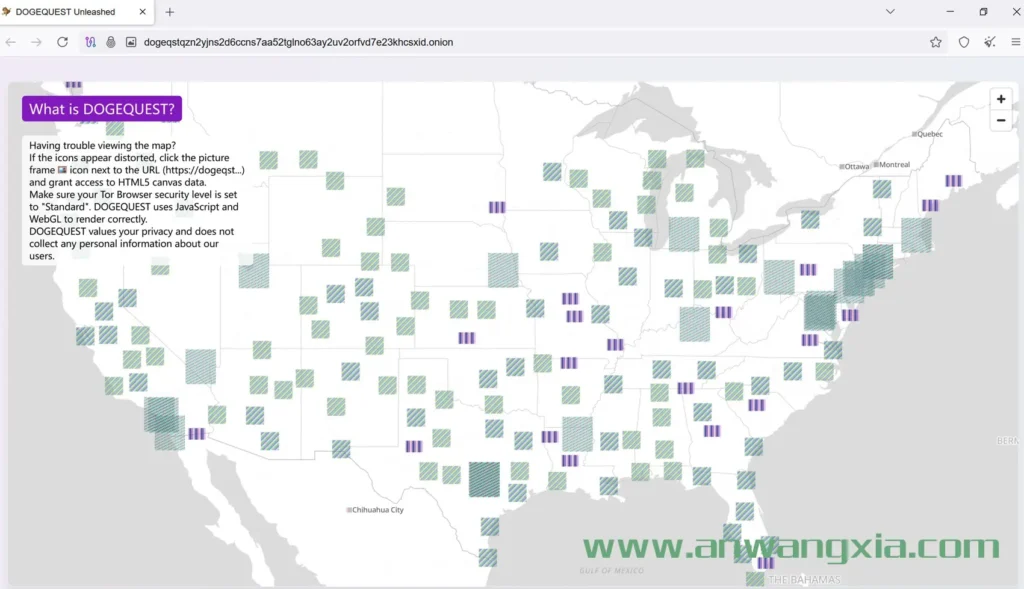 DOGEQUEST Unleashed
dogeqstqzn2yjns2d6ccns7aa52tglno63ay2uv2orfvd7e23khcsxid.onion
What is DOGEQUEST?
Having trouble viewing the map?
If the icons appear distorted, click the picture
frame icon next to the URL (https://dogeqst...)
and grant access to HTML5 canvas data.
Make sure your Tor Browser security level is set
to "Standard". DOGEQUEST uses JavaScript and
WebGL to render correctly.
DOGEQUEST values your privacy and does not
collect any personal information about our
users.
Quebec
Ottawa
Montreal
BERM
Chihuahua City
www.anwangxia.com
GULF OF MEXICO
THE BAHAMAS